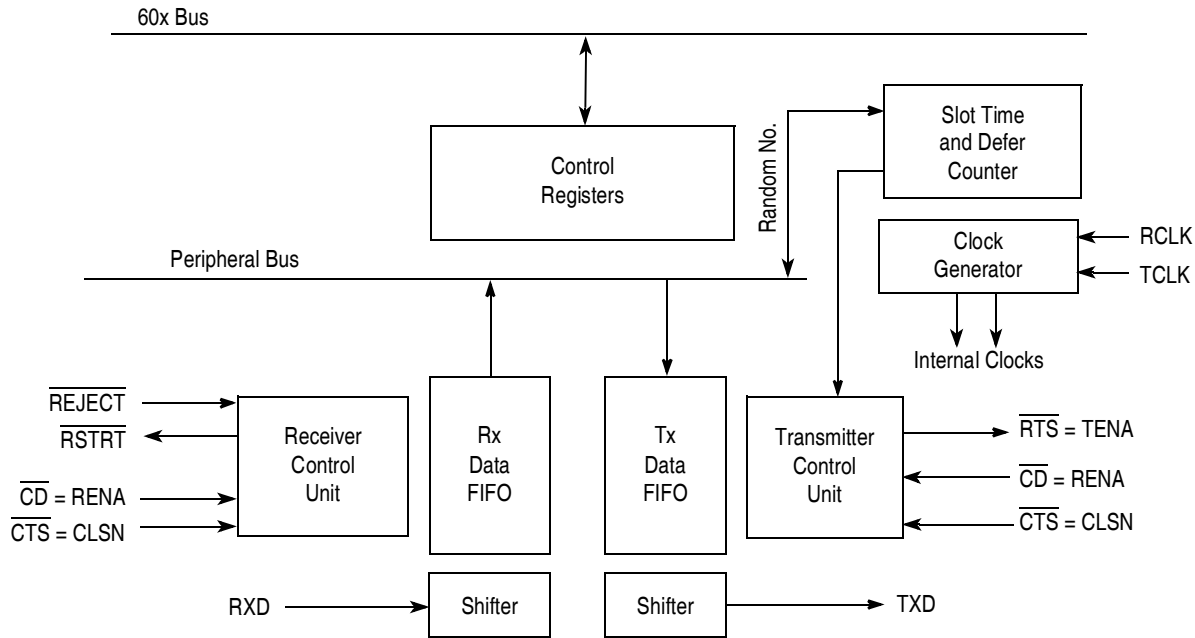 60x Bus
Control
Registers
Random No.
Slot Time
and Defer
Counter
Peripheral Bus
Clock
Generator
RCLK
TCLK
Internal Clocks
REJECT
RSTRT
CD = RENA
CTS = CLSN
Receiver
Control
Unit
Rx
Data
FIFO
Tx
Data
FIFO
Transmitter
Control
Unit
RTS = TENA
CD = RENA
CTS = CLSN
RXD
Shifter
Shifter
TXD